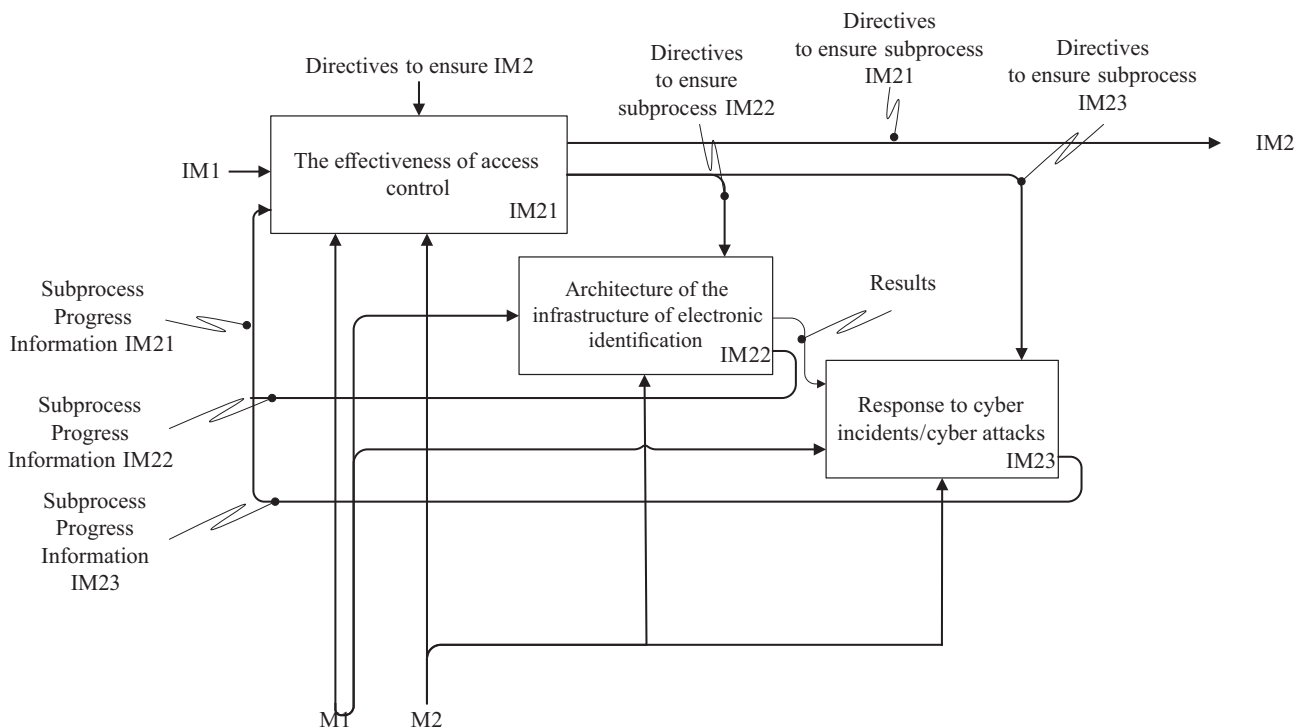 Directives to ensure IM2
Directives
to ensure
subprocess IM22
Directives
to ensure subprocess
IM21
Directives
to ensure subprocess
IM23
IM1
The effectiveness of access
control
IM21
IM2
Architecture of the
infrastructure of electronic
identification
IM22
Results
Response to cyber
incidents/cyber attacks
IM23
Subprocess
Progress
Information IM21
Subprocess
Progress
Information IM22
Subprocess
Progress
Information
IM23
M1
M2